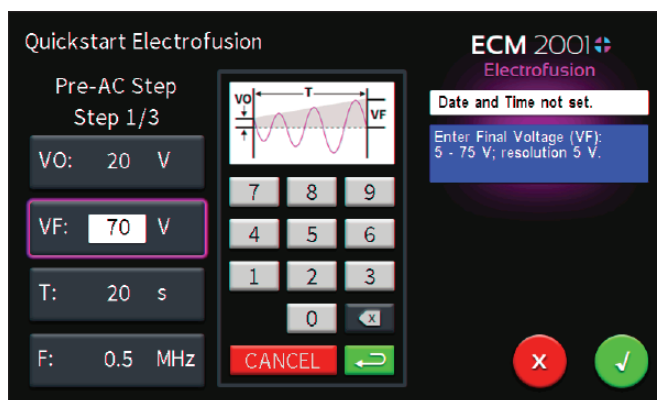 Quickstart Electrofusion
ECM 2001
Electrofusion
Pre-AC Step
Step 1/3
VO: 20 V
VF: 70 V
T: 20 s
F: 0.5 MHz
VO
T
VF
7 8 9
4 5 6
1 2 3
0 x
CANCEL
Date and Time not set.
Enter Final Voltage (VF):
5 - 75 V; resolution 5 V.
X